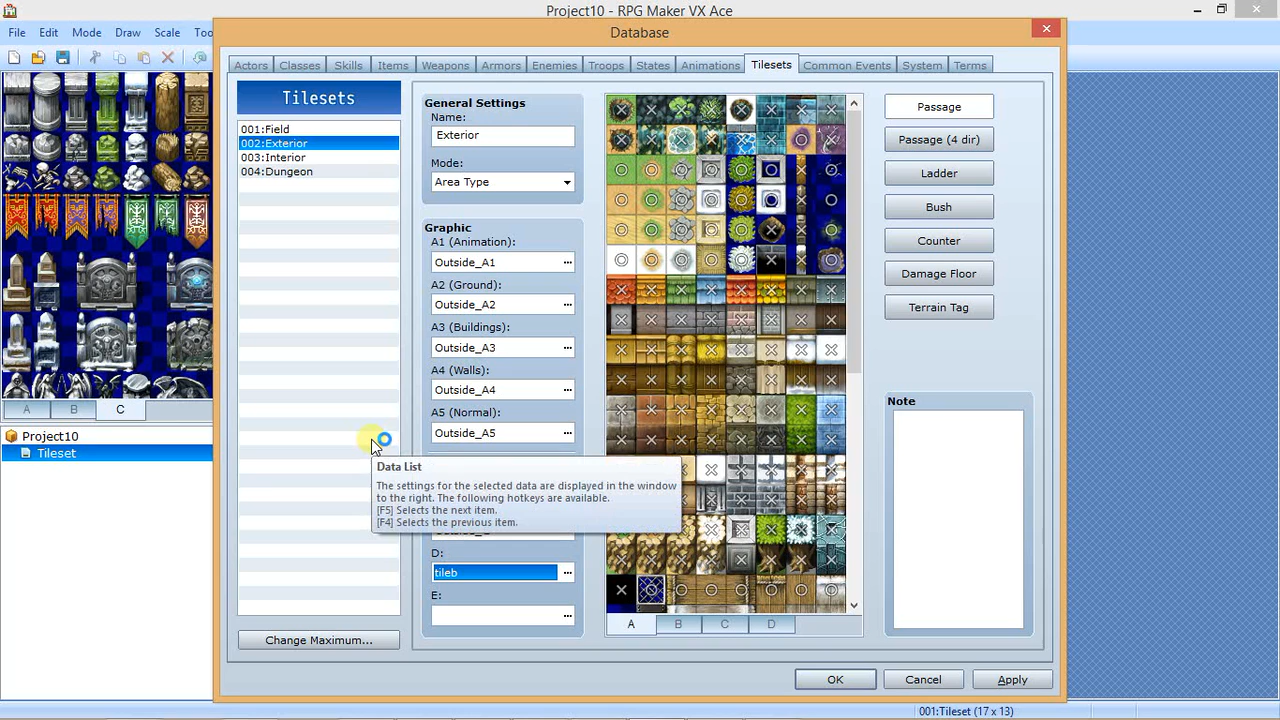 Project10 - RPG Maker VX Ace
File Edit Mode Draw Scale Too
Database
Actors Classes Skills Items Weapons Armors Enemies Troops States Animations Tilesets Common Events System Terms
Tilesets
001:Field
002:Exterior
003:Interior
004:Dungeon
Change Maximum...
General Settings
Name:
Exterior
Mode:
Area Type
Graphic
A1 (Animation):
Outside_A1
A2 (Ground):
Outside_A2
A3 (Buildings):
Outside_A3
A4 (Walls):
Outside_A4
A5 (Normal):
Outside_A5
Data List
The settings for the selected data are displayed in the window
to the right. The following hotkeys are available.
[F5] Selects the next item.
[F4] Selects the previous item.
D:
tileb
E:
A B C D
Passage
Passage (4 dir)
Ladder
Bush
Counter
Damage Floor
Terrain Tag
Note
A B C
Project10
Tileset
OK Cancel Apply
001:Tileset (17 x 13)